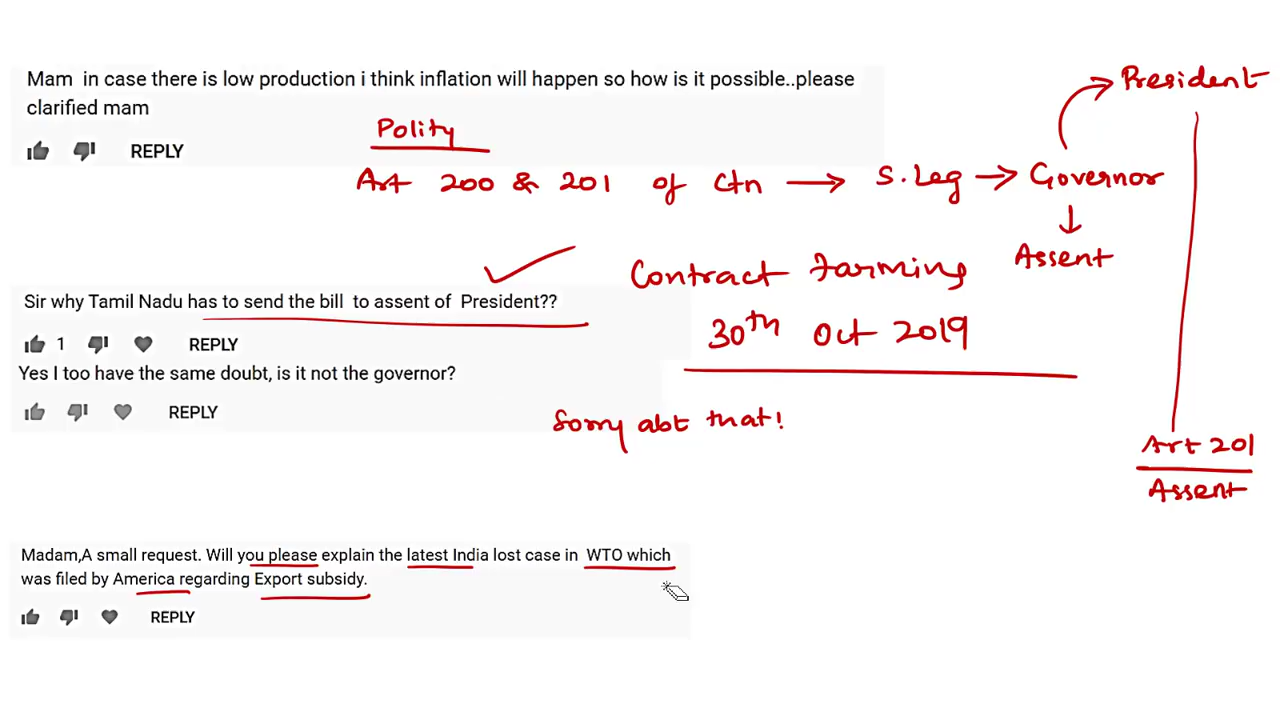 Mam in case there is low production i think inflation will happen so how is it possible..please
clarified mam
REPLY
Polity
Art 200 & 201 of Ctn → S.Leg → Governor
President
Assent
Contract Farming
30th Oct 2019
Sir why Tamil Nadu has to send the bill to assent of President??
1 REPLY
Yes I too have the same doubt, is it not the governor?
REPLY
Sorry abt that!
Art 201
Assent
Madam,A small request. Will you please explain the latest India lost case in WTO which
was filed by America regarding Export subsidy.
REPLY